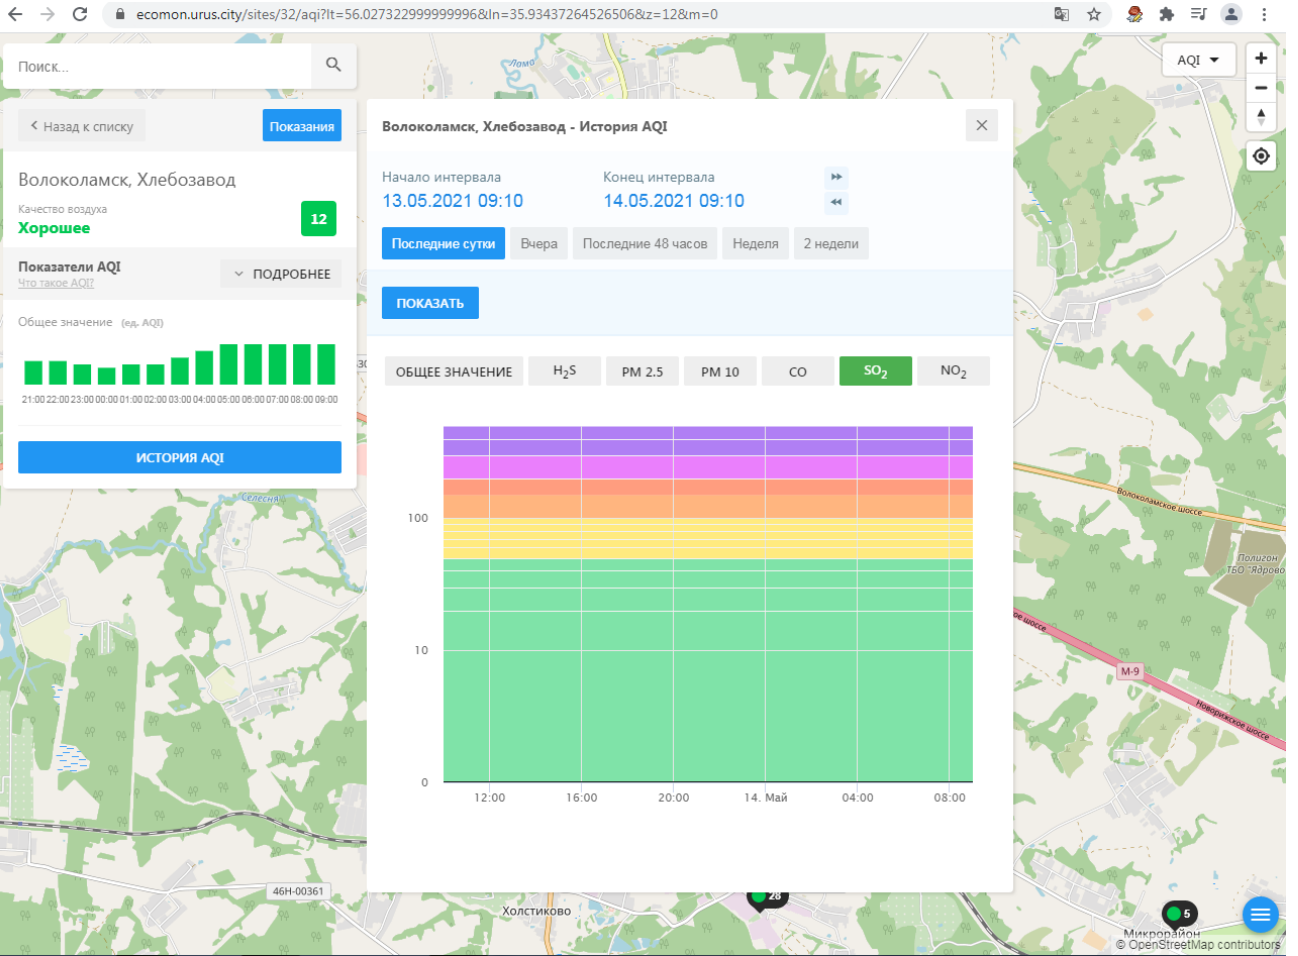 ecomon.urus.city/sites/32/aqi?lt=56.027322999999996&ln=35.93437264526506&z=12&m=0
Поиск...
AQI
Назад к списку
Показания
Волоколамск, Хлебозавод
Качество воздуха
Хорошее
12
Показатели AQI
Что такое AQI?
ПОДРОБНЕЕ
Общее значение (ед. AQI)
21:00 22:00 23:00 00:00 01:00 02:00 03:00 04:00 05:00 06:00 07:00 08:00 09:00
ИСТОРИЯ AQI
Волоколамск, Хлебозавод - История AQI
Начало интервала
Конец интервала
13.05.2021 09:10
14.05.2021 09:10
Последние сутки
Вчера
Последние 48 часов
Неделя
2 недели
ПОКАЗАТЬ
ОБЩЕЕ ЗНАЧЕНИЕ
H₂S
PM 2.5
PM 10
CO
SO₂
NO₂
100
10
0
12:00
16:00
20:00
14. Май
04:00
08:00
Лама
Селесня
Волоколамское шоссе
Полигон
ТБО "Ядрово
ое шоссе
М-9
Новорижское шоссе
46Н-00361
Холстиково
28
5
Микрорайон
© OpenStreetMap contributors